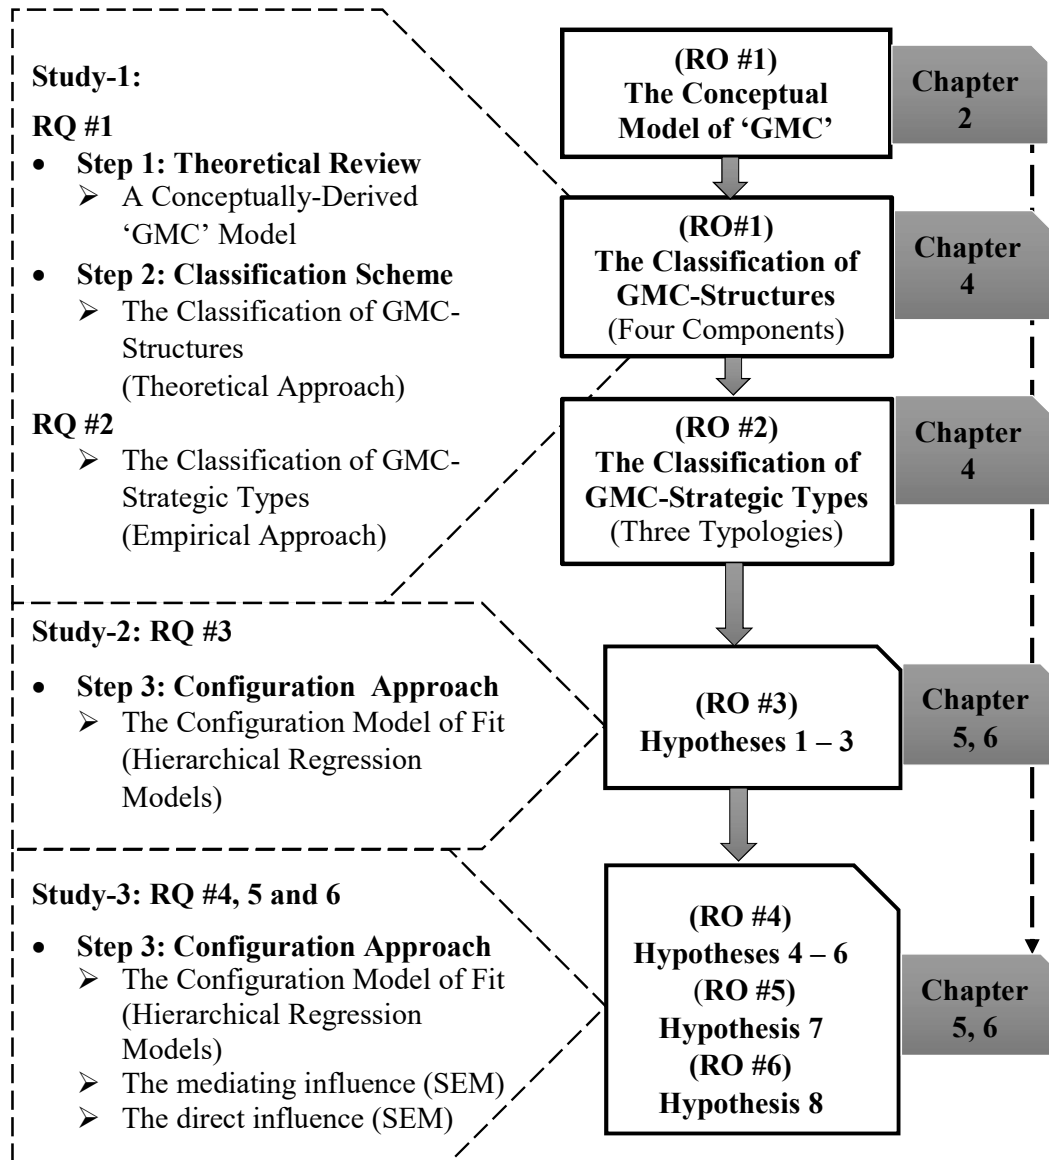 Study-1:
RQ #1
• Step 1: Theoretical Review
➢ A Conceptually-Derived
‘GMC’ Model
• Step 2: Classification Scheme
➢ The Classification of GMC-
Structures
(Theoretical Approach)
RQ #2
➢ The Classification of GMC-
Strategic Types
(Empirical Approach)
Study-2: RQ #3
• Step 3: Configuration Approach
➢ The Configuration Model of Fit
(Hierarchical Regression
Models)
Study-3: RQ #4, 5 and 6
• Step 3: Configuration Approach
➢ The Configuration Model of Fit
(Hierarchical Regression
Models)
➢ The mediating influence (SEM)
➢ The direct influence (SEM)
(RO #1)
The Conceptual
Model of ‘GMC’
Chapter
2
(RO#1)
The Classification of
GMC-Structures
(Four Components)
Chapter
4
(RO #2)
The Classification of
GMC-Strategic Types
(Three Typologies)
Chapter
4
(RO #3)
Hypotheses 1 – 3
Chapter
5, 6
(RO #4)
Hypotheses 4 – 6
(RO #5)
Hypothesis 7
(RO #6)
Hypothesis 8
Chapter
5, 6